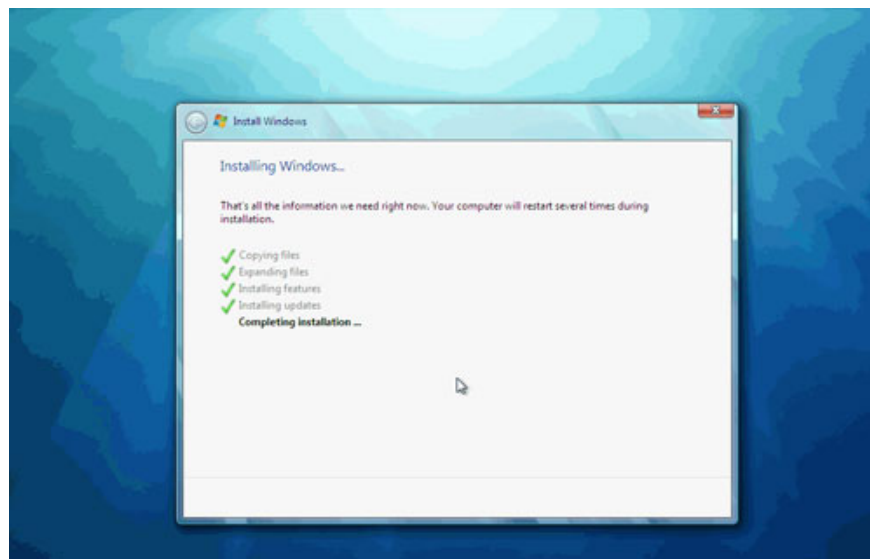 Install Windows
Installing Windows...
That's all the information we need right now. Your computer will restart several times during
installation.
Copying files
Expanding files
Installing features
Installing updates
Completing installation ...